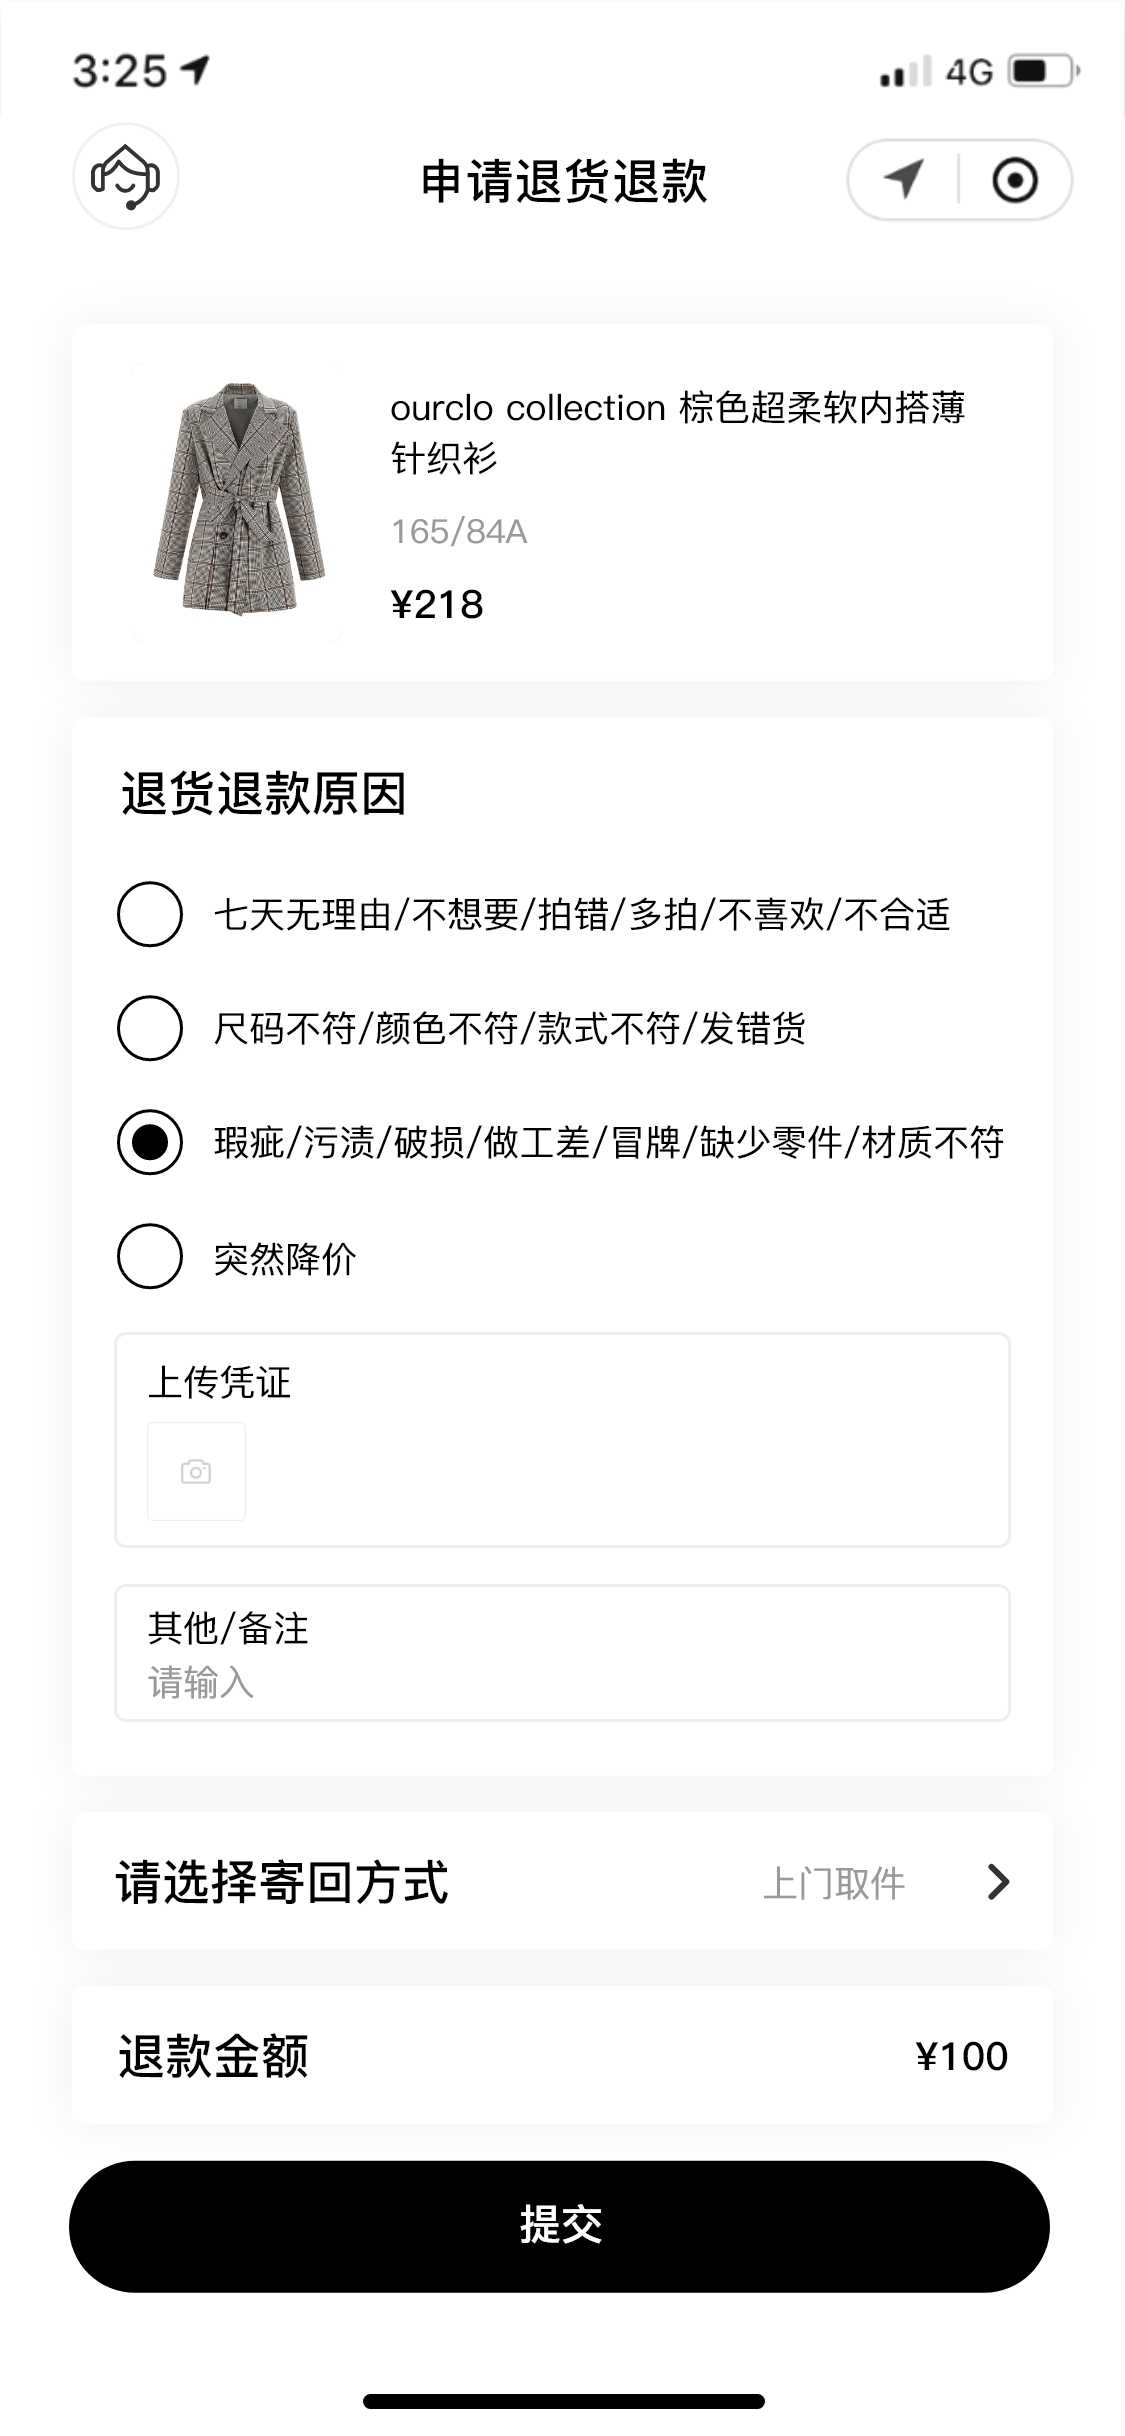 3:25
4G
申请退货退款
ourclo collection 棕色超柔软内搭薄
针织衫
165/84A
¥218
退货退款原因
七天无理由/不想要/拍错/多拍/不喜欢/不合适
尺码不符/颜色不符/款式不符/发错货
瑕疵/污渍/破损/做工差/冒牌/缺少零件/材质不符
突然降价
上传凭证
其他/备注
请输入
请选择寄回方式
上门取件
退款金额
¥100
提交